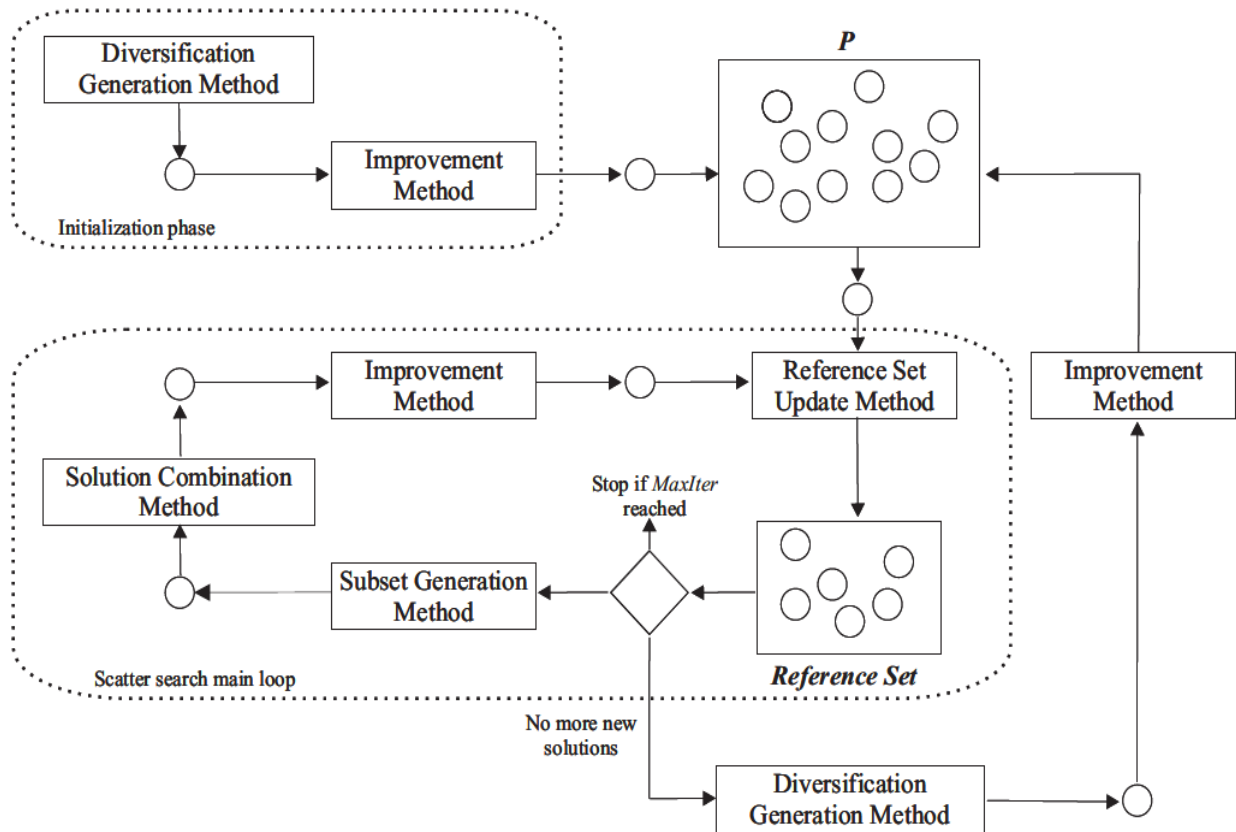 Diversification
Generation Method
P
Improvement
Method
Initialization phase
Improvement
Method
Reference Set
Update Method
Improvement
Method
Solution Combination
Method
Stop if MaxIter
reached
Subset Generation
Method
Scatter search main loop
Reference Set
No more new
solutions
Diversification
Generation Method